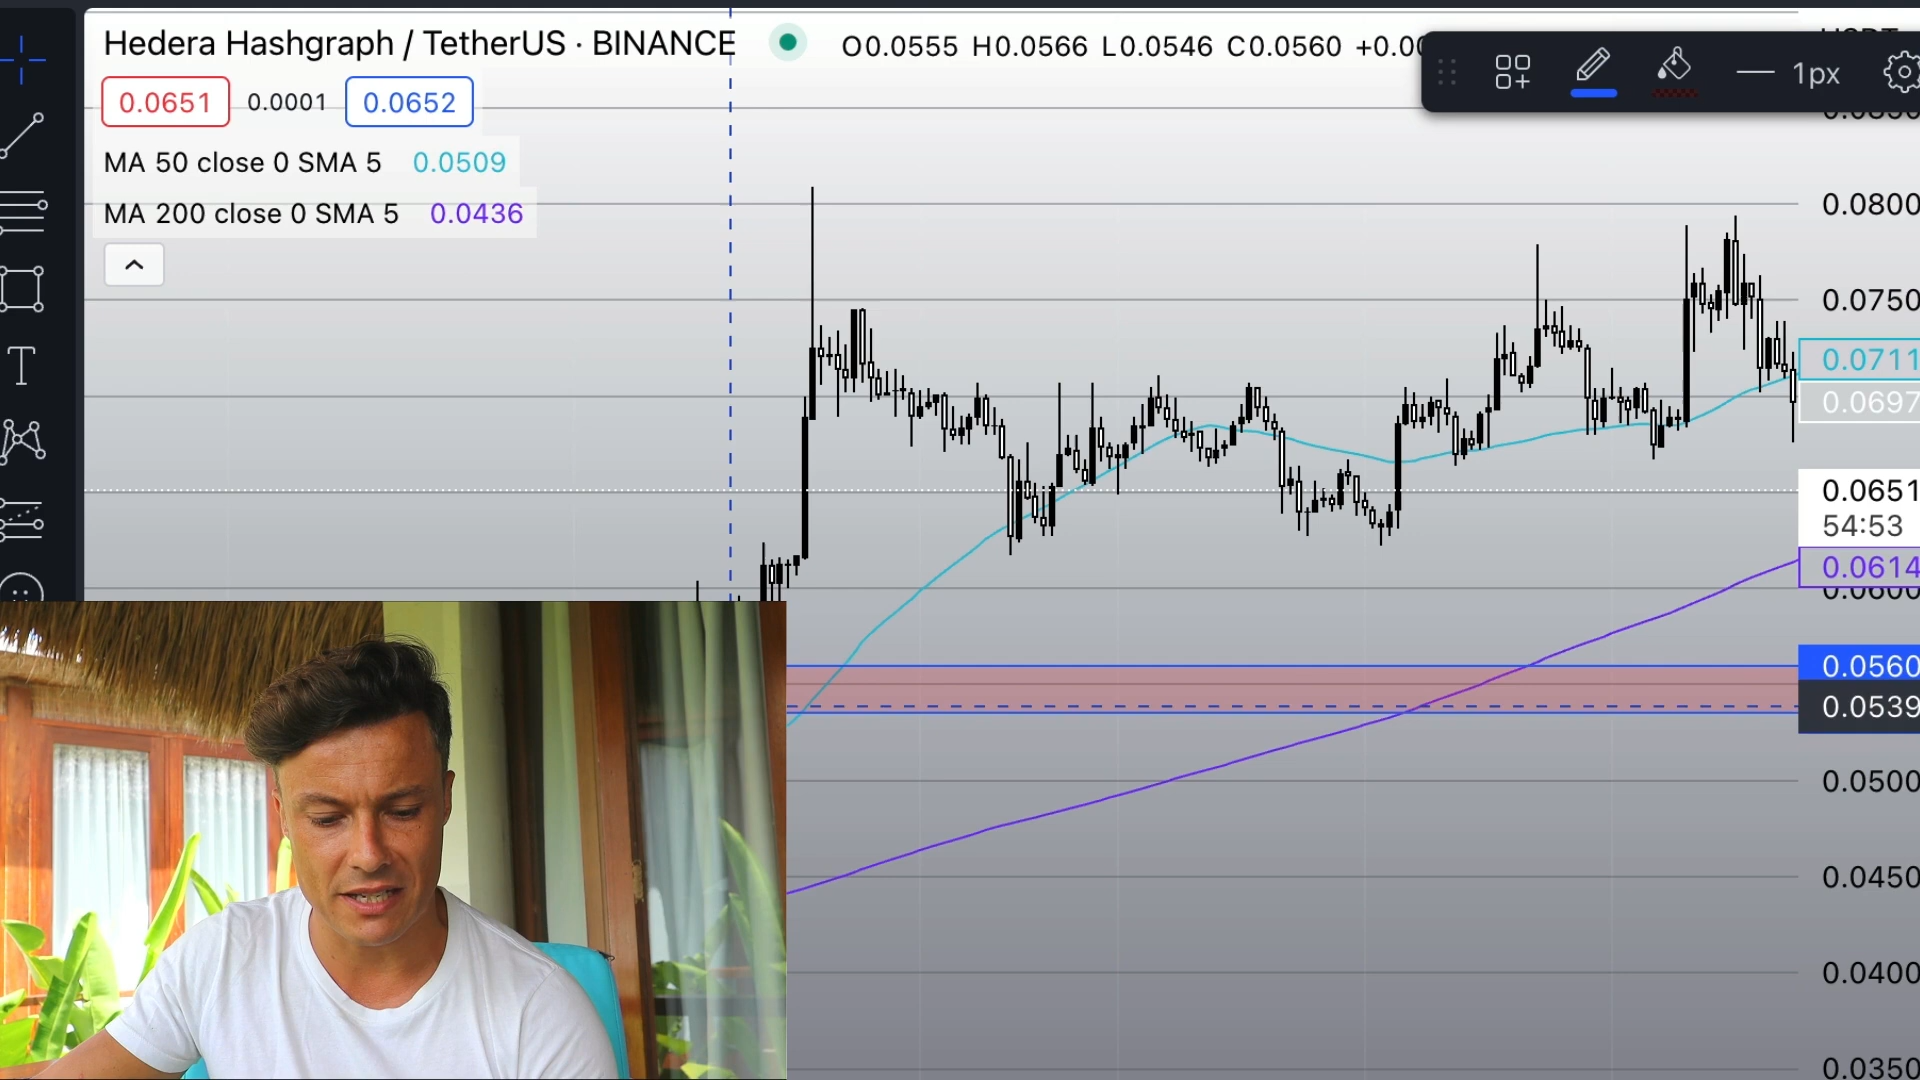 Hedera Hashgraph / TetherUS · BINANCE O0.0555 H0.0566 L0.0546 C0.0560 +0.00
0.0651 0.0001 0.0652
MA 50 close 0 SMA 5 0.0509
MA 200 close 0 SMA 5 0.0436
1px
0.0800
0.0750
0.0711
0.0697
0.0651
54:53
0.0614
0.0600
0.0560
0.0539
0.0500
0.0450
0.0400
0.0350